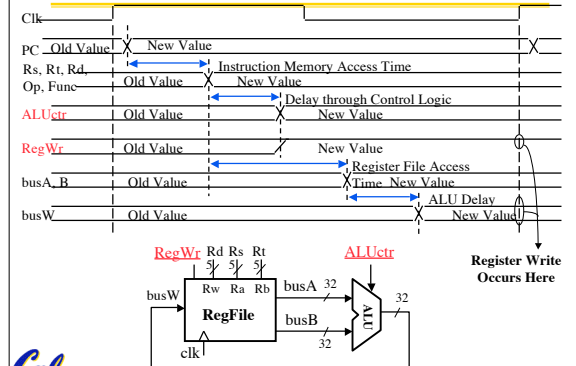 Clk
PC Old Value New Value
Rs, Rt, Rd, Instruction Memory Access Time
Op, Func Old Value New Value
Delay through Control Logic
ALUctr Old Value New Value
RegWr Old Value New Value
Register File Access
busA, B Old Value Time New Value
ALU Delay
busW Old Value New Value
Register Write
Occurs Here
RegWr Rd Rs Rt ALUctr
5 5 5
busW Rw Ra Rb busA 32 32
RegFile ALU
busB
32
clk
Cal